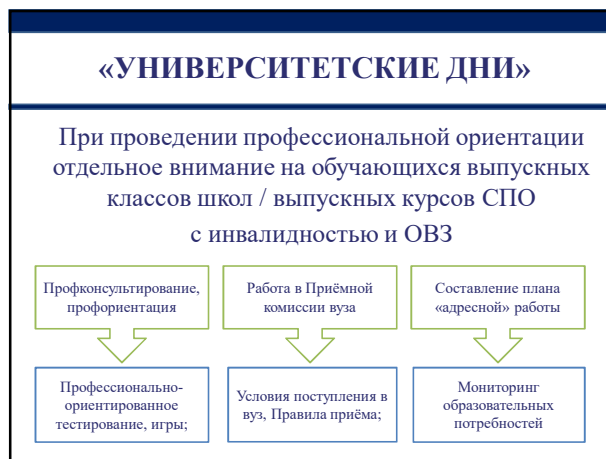 «УНИВЕРСИТЕТСКИЕ ДНИ»
При проведении профессиональной ориентации
отдельное внимание на обучающихся выпускных
классов школ / выпускных курсов СПО
с инвалидностью и ОВЗ
Профконсультирование,
профориентация
Работа в Приёмной
комиссии вуза
Составление плана
«адресной» работы
Профессионально-
ориентированное
тестирование, игры;
Условия поступления в
вуз, Правила приёма;
Мониторинг
образовательных
потребностей